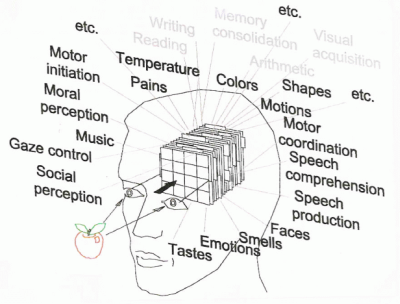 etc.
Memory
consolidation
Writing
Reading
Visual
acquisition
etc.
Arithmetic
Motor
initiation
Temperature
Pains
Colors
Shapes
etc.
Moral
perception
Motions
Motor
coordination
Music
Gaze control
Speech
comprehension
Social
perception
Speech
production
Faces
Smells
Emotions
Tastes